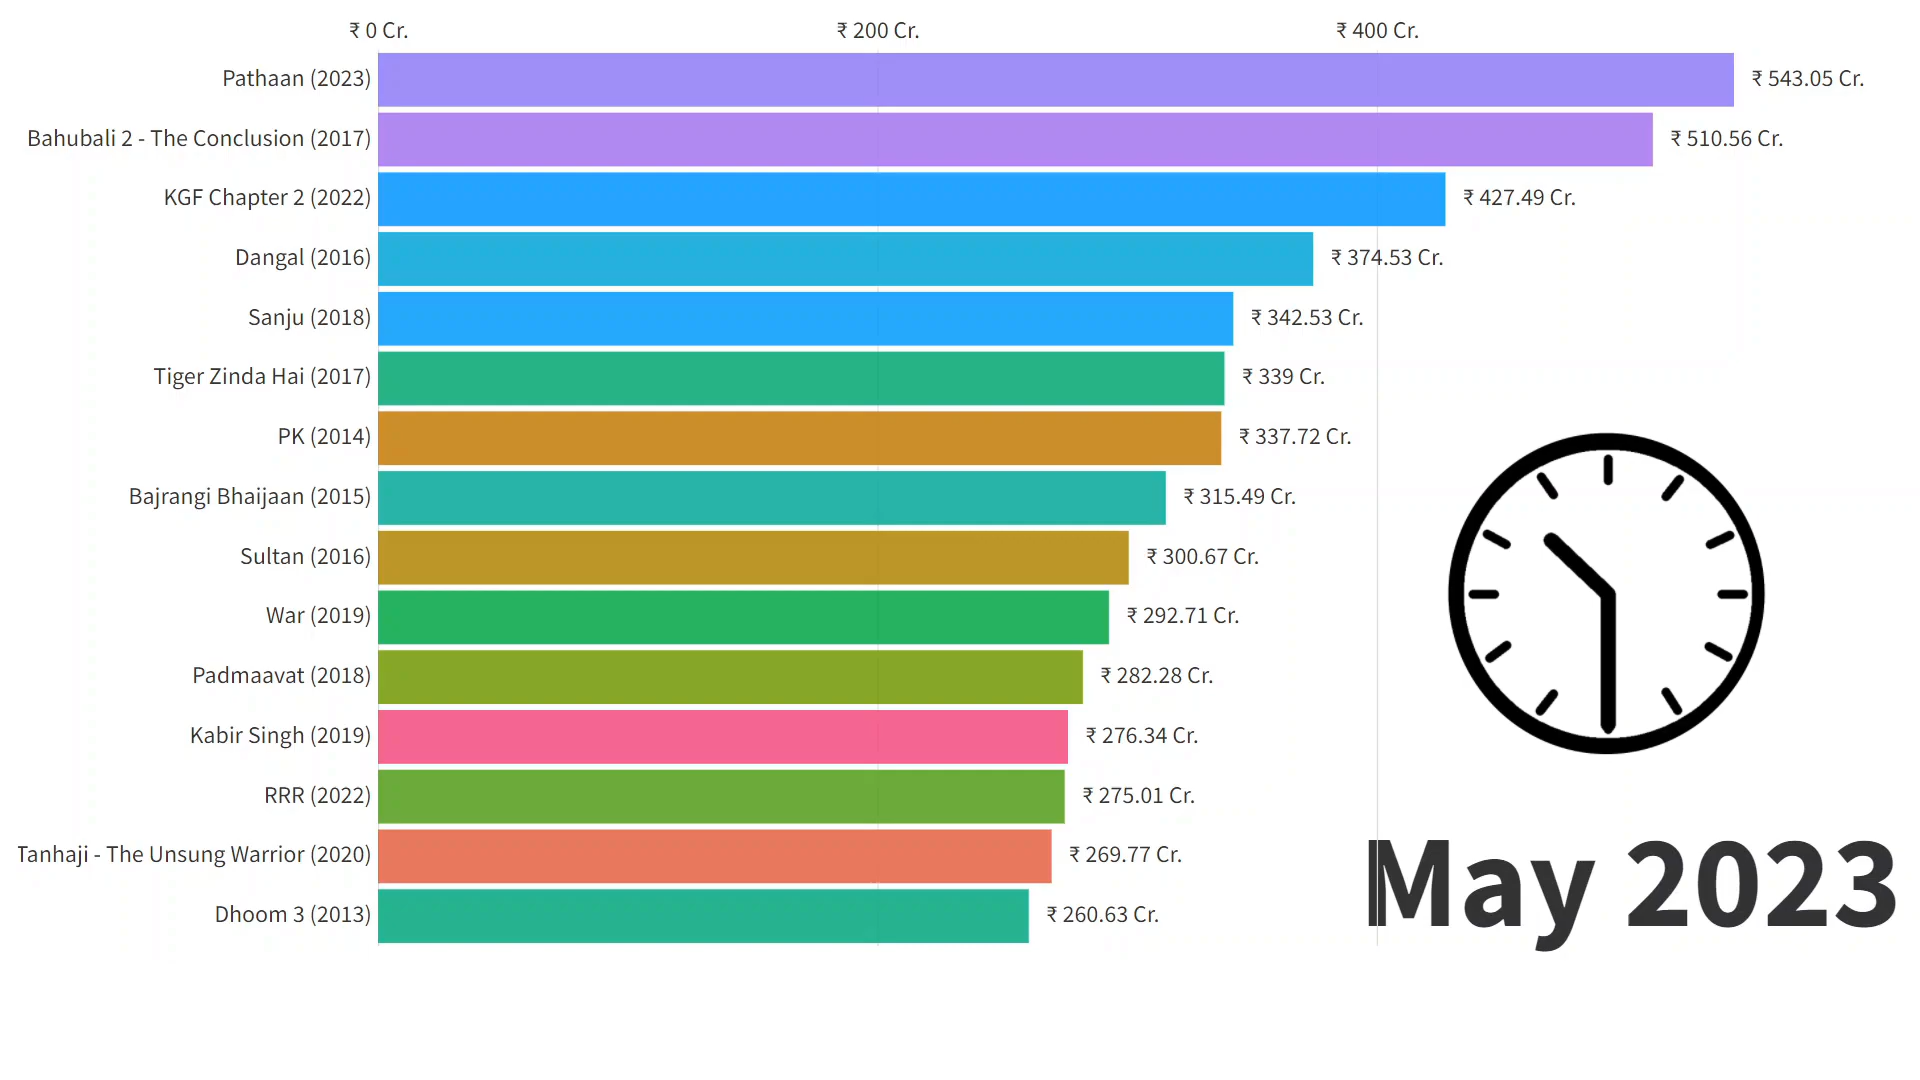 ₹ 0 Cr. ₹ 200 Cr. ₹ 400 Cr.
Pathaan (2023) ₹ 543.05 Cr.
Bahubali 2 - The Conclusion (2017) ₹ 510.56 Cr.
KGF Chapter 2 (2022) ₹ 427.49 Cr.
Dangal (2016) ₹ 374.53 Cr.
Sanju (2018) ₹ 342.53 Cr.
Tiger Zinda Hai (2017) ₹ 339 Cr.
PK (2014) ₹ 337.72 Cr.
Bajrangi Bhaijaan (2015) ₹ 315.49 Cr.
Sultan (2016) ₹ 300.67 Cr.
War (2019) ₹ 292.71 Cr.
Padmaavat (2018) ₹ 282.28 Cr.
Kabir Singh (2019) ₹ 276.34 Cr.
RRR (2022) ₹ 275.01 Cr.
Tanhaji - The Unsung Warrior (2020) ₹ 269.77 Cr.
Dhoom 3 (2013) ₹ 260.63 Cr.
May 2023